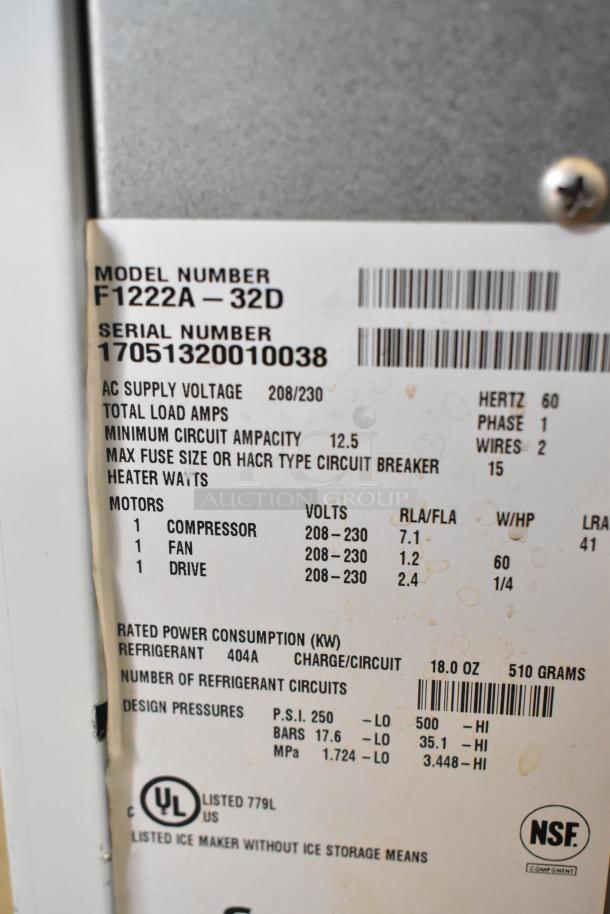 MODEL NUMBER
F1222A – 32D
SERIAL NUMBER
17051320010038
AC SUPPLY VOLTAGE 208/230 HERTZ 60
TOTAL LOAD AMPS PHASE 1
MINIMUM CIRCUIT AMPACITY 12.5 WIRES 2
MAX FUSE SIZE OR HACR TYPE CIRCUIT BREAKER 15
HEATER WATTS
AUCTION GROUP
MOTORS VOLTS RLA/FLA W/HP LRA
1 COMPRESSOR 208–230 7.1 41
1 FAN 208–230 1.2 60
1 DRIVE 208–230 2.4 1/4
RATED POWER CONSUMPTION (KW)
REFRIGERANT 404A CHARGE/CIRCUIT 18.0 OZ 510 GRAMS
NUMBER OF REFRIGERANT CIRCUITS
DESIGN PRESSURES P.S.I. 250 –LO 500 –HI
BARS 17.6 –LO 35.1 –HI
MPa 1.724–LO 3.448–HI
C UL LISTED 779L
US
LISTED ICE MAKER WITHOUT ICE STORAGE MEANS
NSF.
COMPONENT